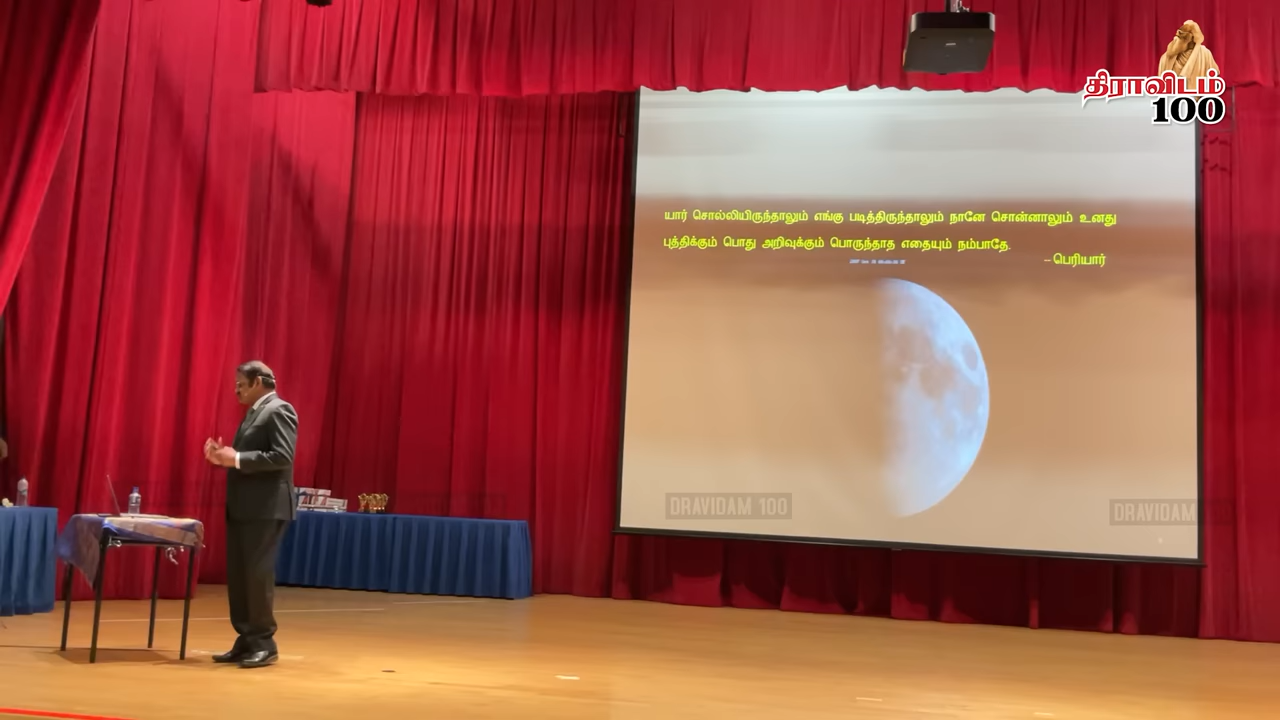 திராவிடம்
100
யார் சொல்லியிருந்தாலும் எங்கு படித்திருந்தாலும் நானே சொன்னாலும் உனது
புத்திக்கும் பொது அறிவுக்கும் பொருந்தாத எதையும் நம்பாதே.
–பெரியார்
DRAVIDAM 100
DRAVIDAM